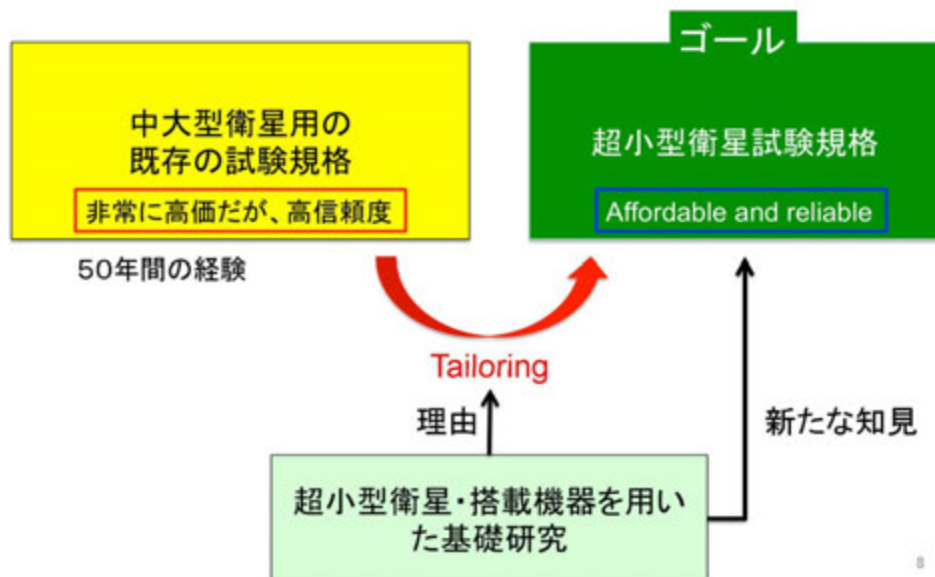 中大型衛星用の
既存の試験規格
非常に高価だが、高信頼度
50年間の経験
ゴール
超小型衛星試験規格
Affordable and reliable
Tailoring
理由
新たな知見
超小型衛星・搭載機器を用い
た基礎研究
8